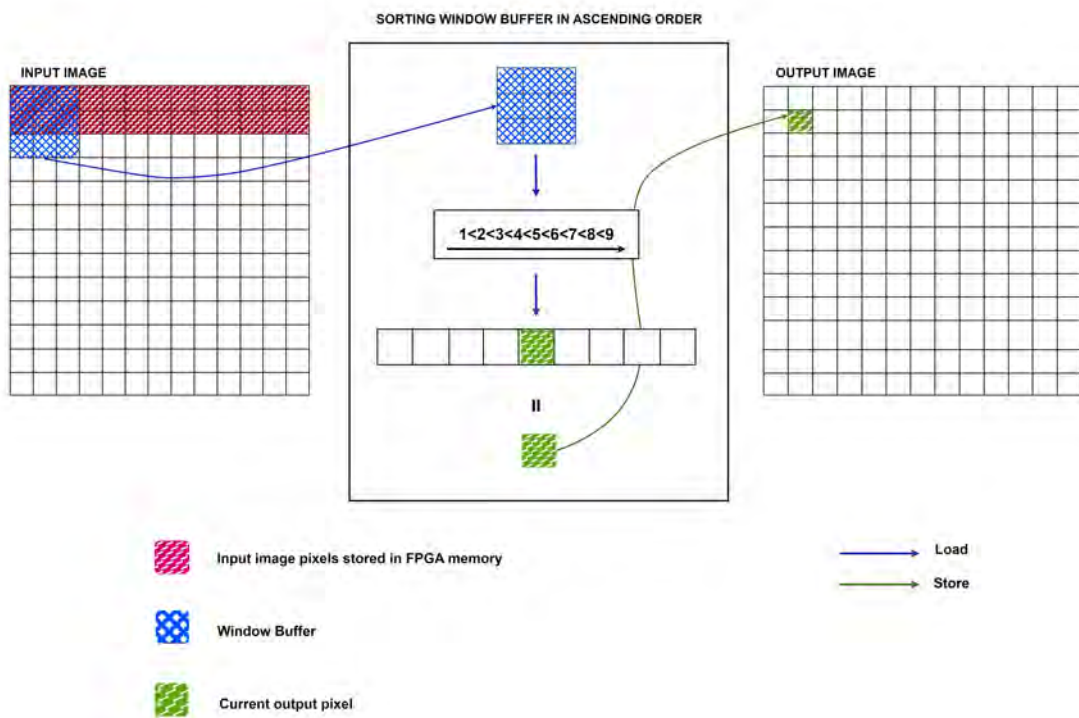 SORTING WINDOW BUFFER IN ASCENDING ORDER
INPUT IMAGE
OUTPUT IMAGE
1<2<3<4<5<6<7<8<9
=
Input image pixels stored in FPGA memory
Window Buffer
Current output pixel
Load
Store